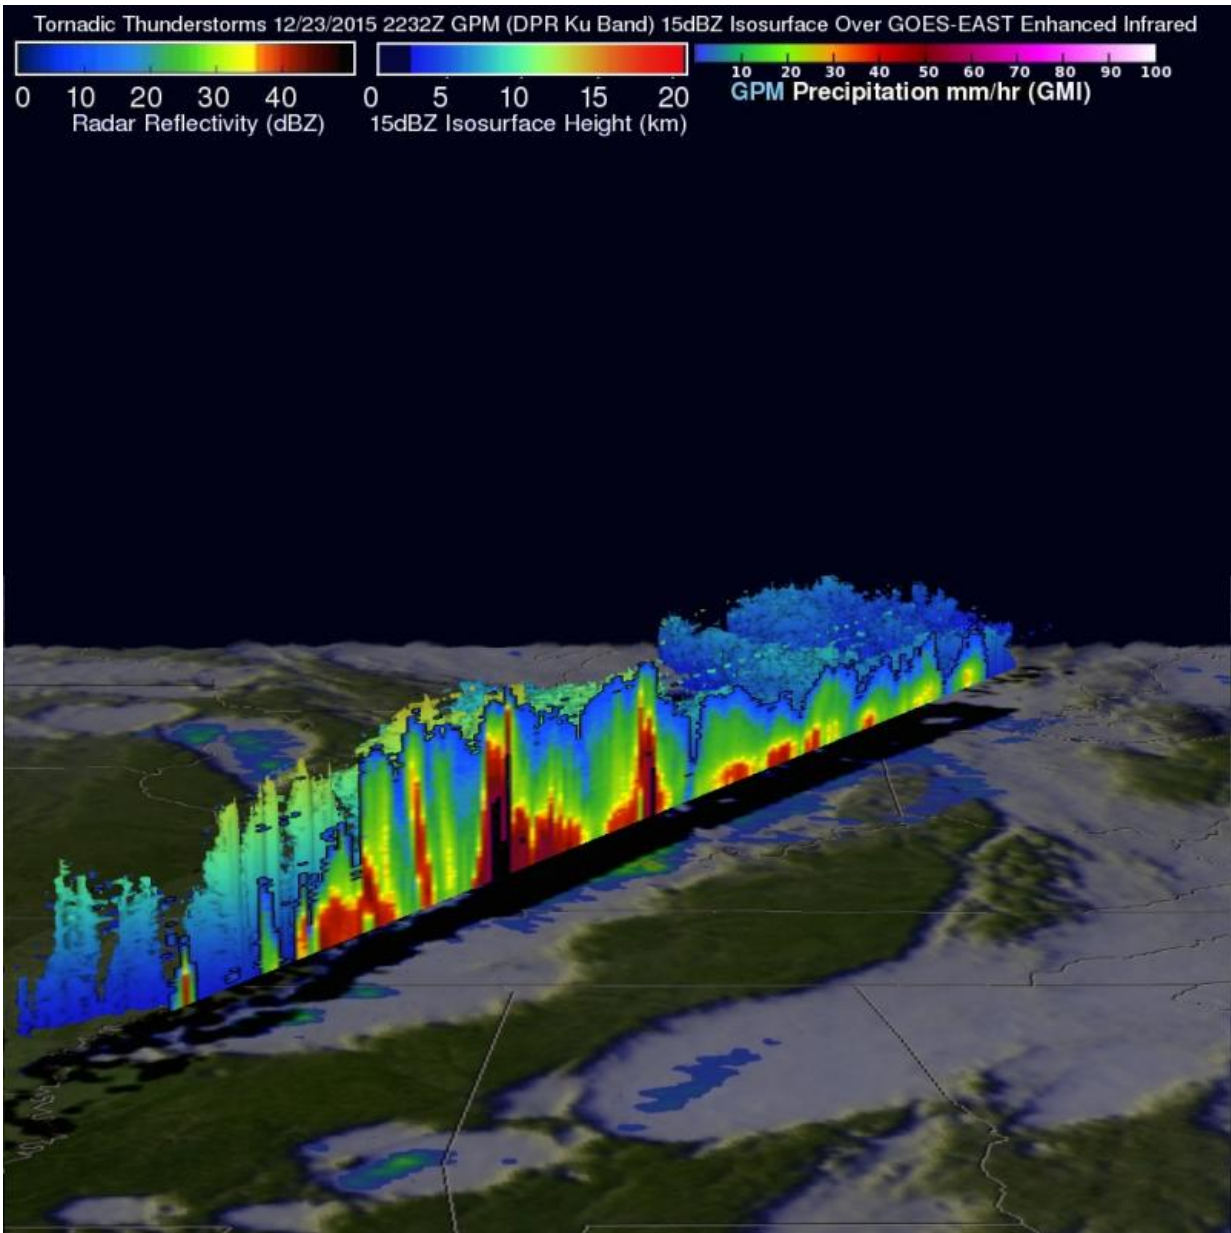 Tornadic Thunderstorms 12/23/2015 2232Z GPM (DPR Ku Band) 15dBZ Isosurface Over GOES-EAST Enhanced Infrared
0 10 20 30 40
Radar Reflectivity (dBZ)
0 5 10 15 20
15dBZ Isosurface Height (km)
10 20 30 40 50 60 70 80 90 100
GPM Precipitation mm/hr (GMI)